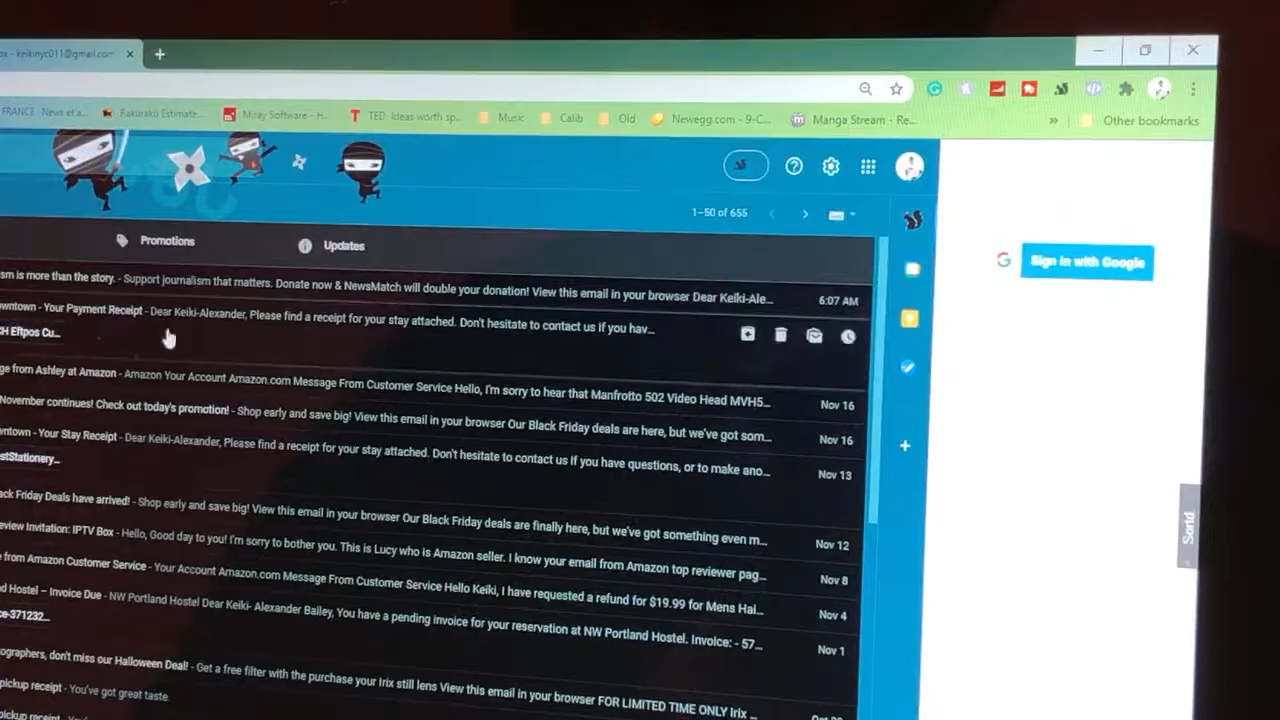 ox - keikinyc011@gmail.com
FRANCE - News et a...
Rakuraku Estimate...
Miray Software - H...
TED: Ideas worth sp...
Music
Calib
Old
Newegg.com - 9-C...
Manga Stream - Re...
»
Other bookmarks
1–50 of 655
Promotions
Updates
Sign in with Google
sm is more than the story. - Support journalism that matters. Donate now & NewsMatch will double your donation! View this email in your browser Dear Keiki-Ale... 6:07 AM
wntown - Your Payment Receipt - Dear Keiki-Alexander, Please find a receipt for your stay attached. Don't hesitate to contact us if you hav...
CH Eftpos Cu...
ge from Ashley at Amazon - Amazon Your Account Amazon.com Message From Customer Service Hello, I'm sorry to hear that Manfrotto 502 Video Head MVH5... Nov 16
November continues! Check out today's promotion! - Shop early and save big! View this email in your browser Our Black Friday deals are here, but we've got som... Nov 16
wntown - Your Stay Receipt - Dear Keiki-Alexander, Please find a receipt for your stay attached. Don't hesitate to contact us if you have questions, or to make ano... Nov 13
stStationery...
ack Friday Deals have arrived! - Shop early and save big! View this email in your browser Our Black Friday deals are finally here, but we've got something even m... Nov 12
eview Invitation: IPTV Box - Hello, Good day to you! I'm sorry to bother you. This is Lucy who is Amazon seller. I know your email from Amazon top reviewer pag... Nov 8
e from Amazon Customer Service - Your Account Amazon.com Message From Customer Service Hello Keiki, I have requested a refund for $19.99 for Mens Hal... Nov 4
d Hostel – Invoice Due - NW Portland Hostel Dear Keiki- Alexander Bailey, You have a pending invoice for your reservation at NW Portland Hostel. Invoice: - 57... Nov 1
ce-371232...
ographers, don't miss our Halloween Deal! - Get a free filter with the purchase your Irix still lens View this email in your browser FOR LIMITED TIME ONLY Irix ...
pickup receipt - You've got great taste.
pickup receipt -
Sortd